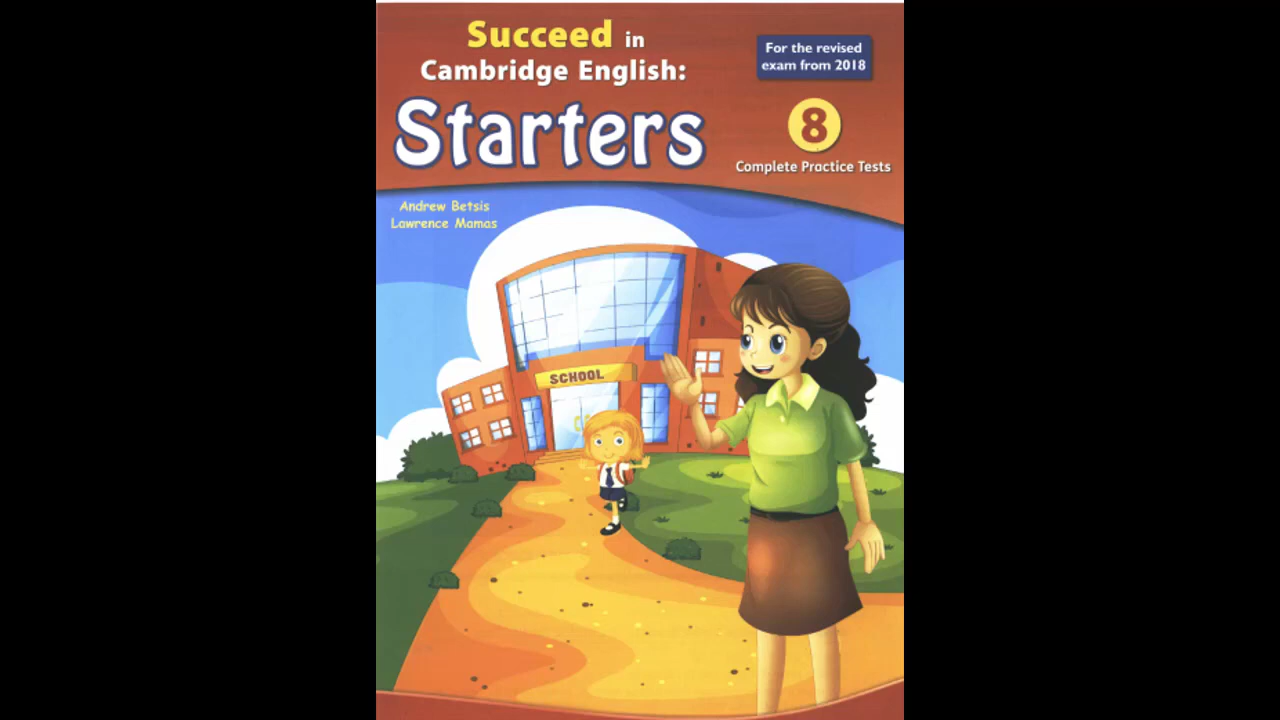 Succeed in
Cambridge English:
Starters
For the revised
exam from 2018
8
Complete Practice Tests
Andrew Betsis
Lawrence Mamas
SCHOOL